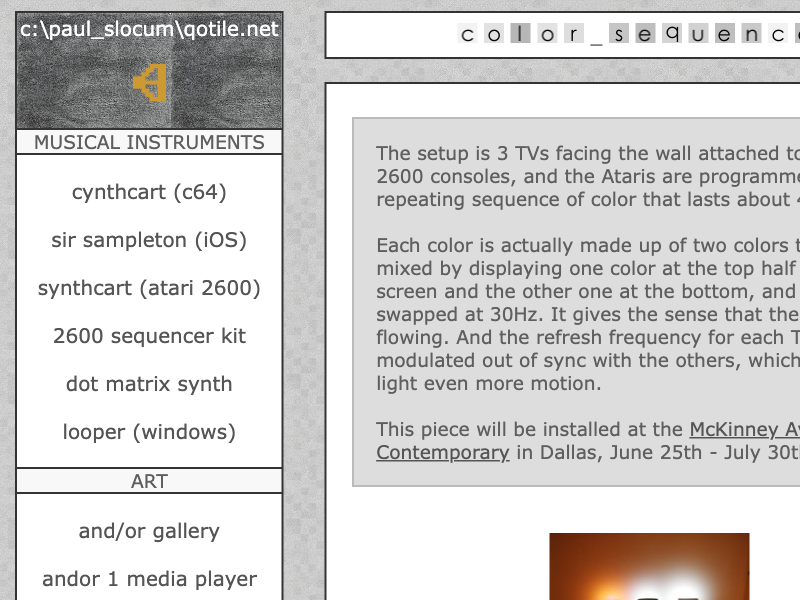 c:\paul_slocum\qotile.net
MUSICAL INSTRUMENTS
cynthcart (c64)
sir sampleton (iOS)
synthcart (atari 2600)
2600 sequencer kit
dot matrix synth
looper (windows)
ART
and/or gallery
andor 1 media player
color_sequenc
The setup is 3 TVs facing the wall attached to
2600 consoles, and the Ataris are programme
repeating sequence of color that lasts about
Each color is actually made up of two colors
mixed by displaying one color at the top half
screen and the other one at the bottom, and
swapped at 30Hz. It gives the sense that the
flowing. And the refresh frequency for each
modulated out of sync with the others, which
light even more motion.
This piece will be installed at the McKinney
Contemporary in Dallas, June 25th - July 30th